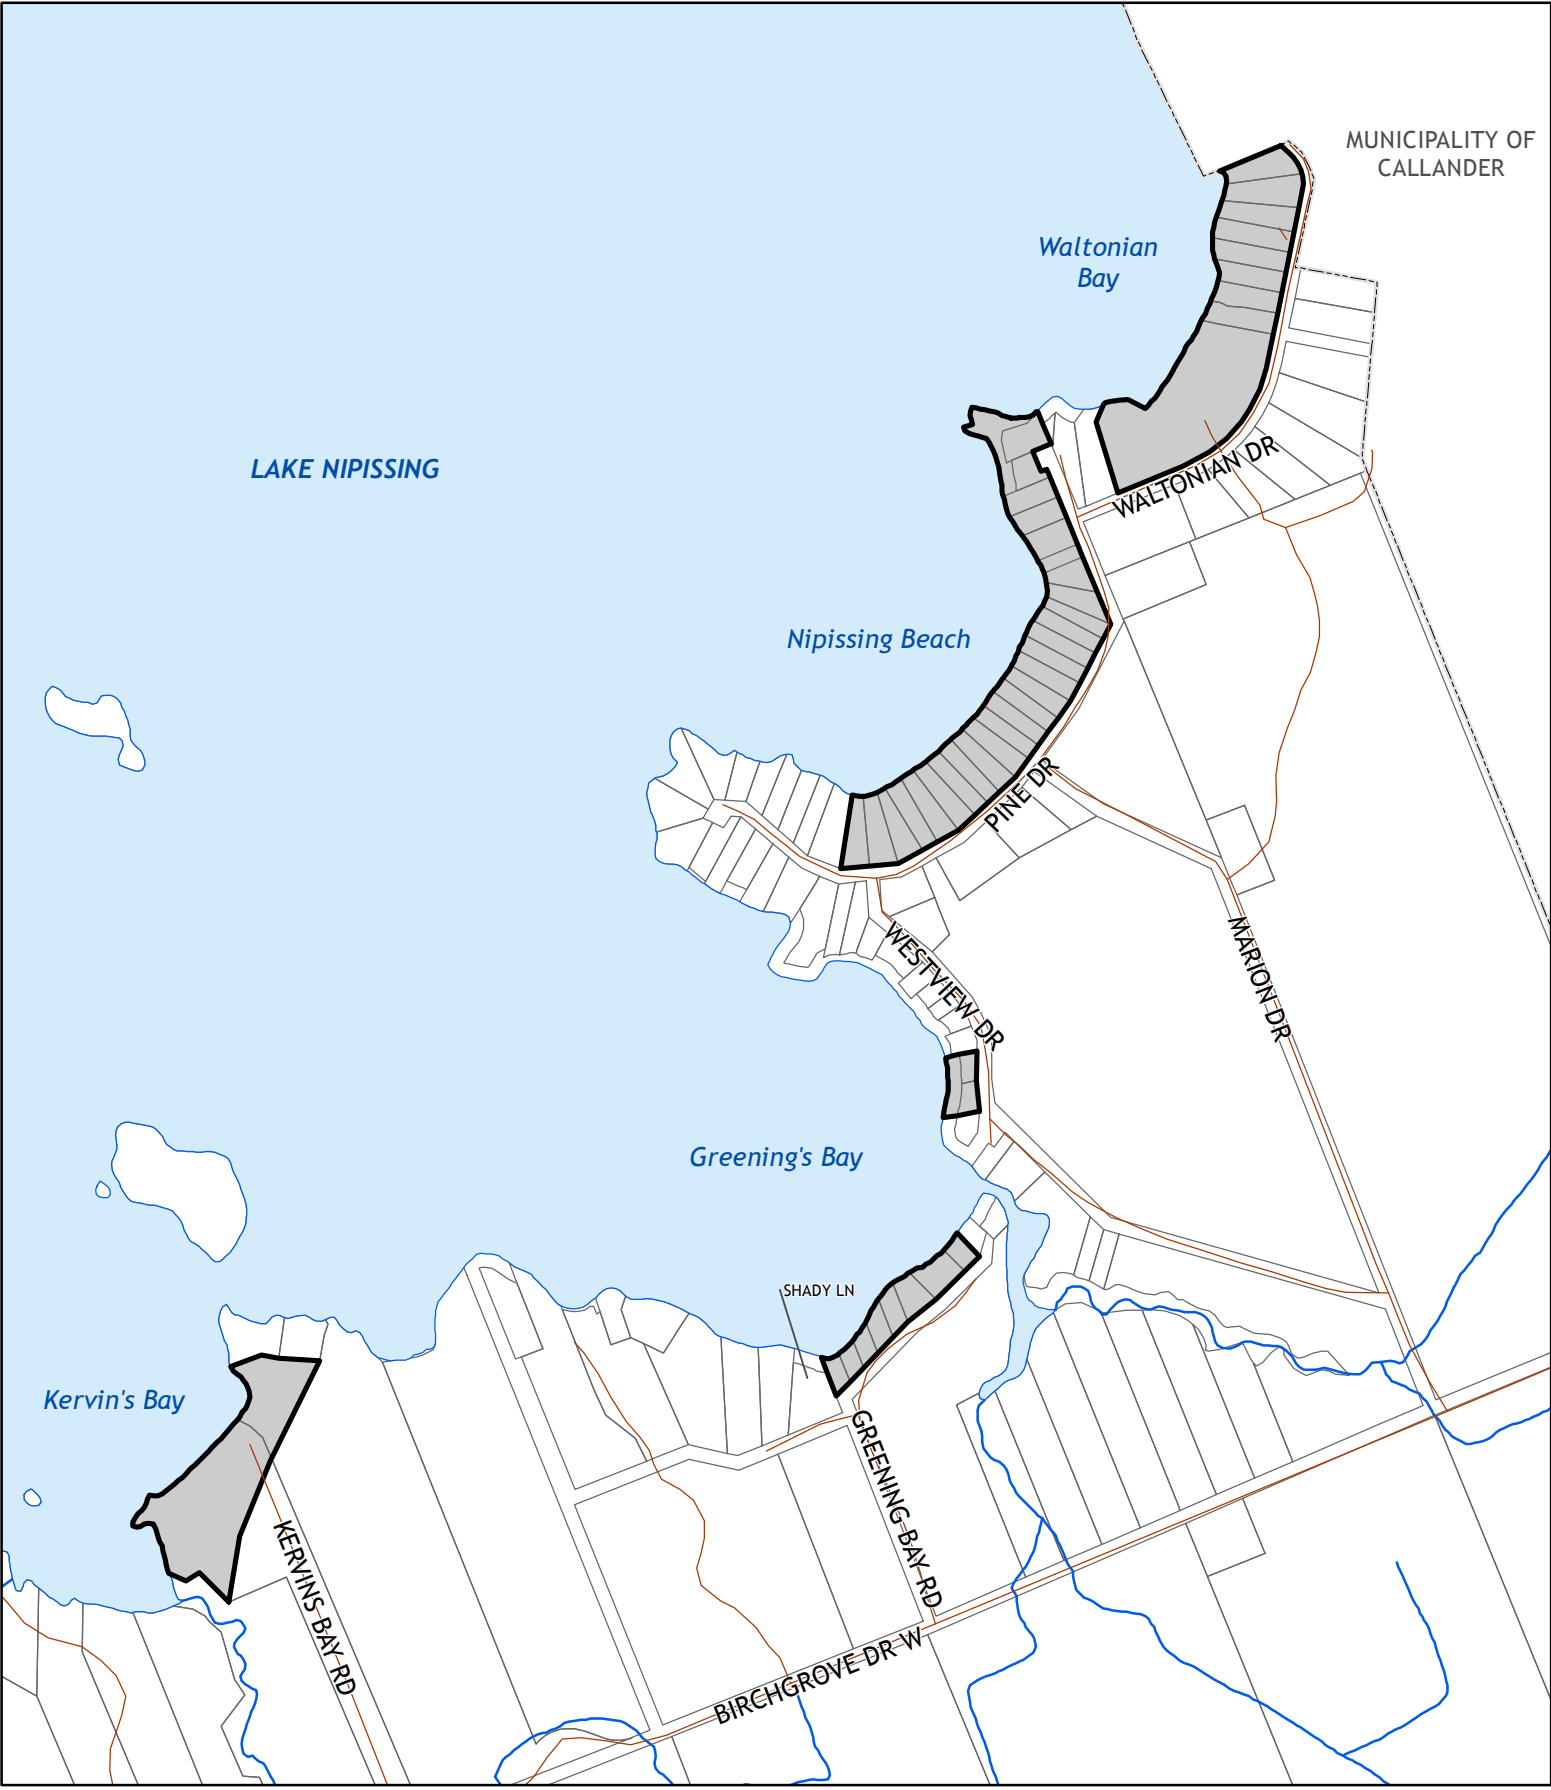 MUNICIPALITY OF
CALLANDER
Waltonian
Bay
LAKE NIPISSING
WALTONIAN DR
Nipissing Beach
PINE DR
WESTVIEW DR
MARION DR
Greening's Bay
SHADY LN
Kervin's Bay
GREENING BAY RD
KERVINS BAY RD
BIRCHGROVE DR W